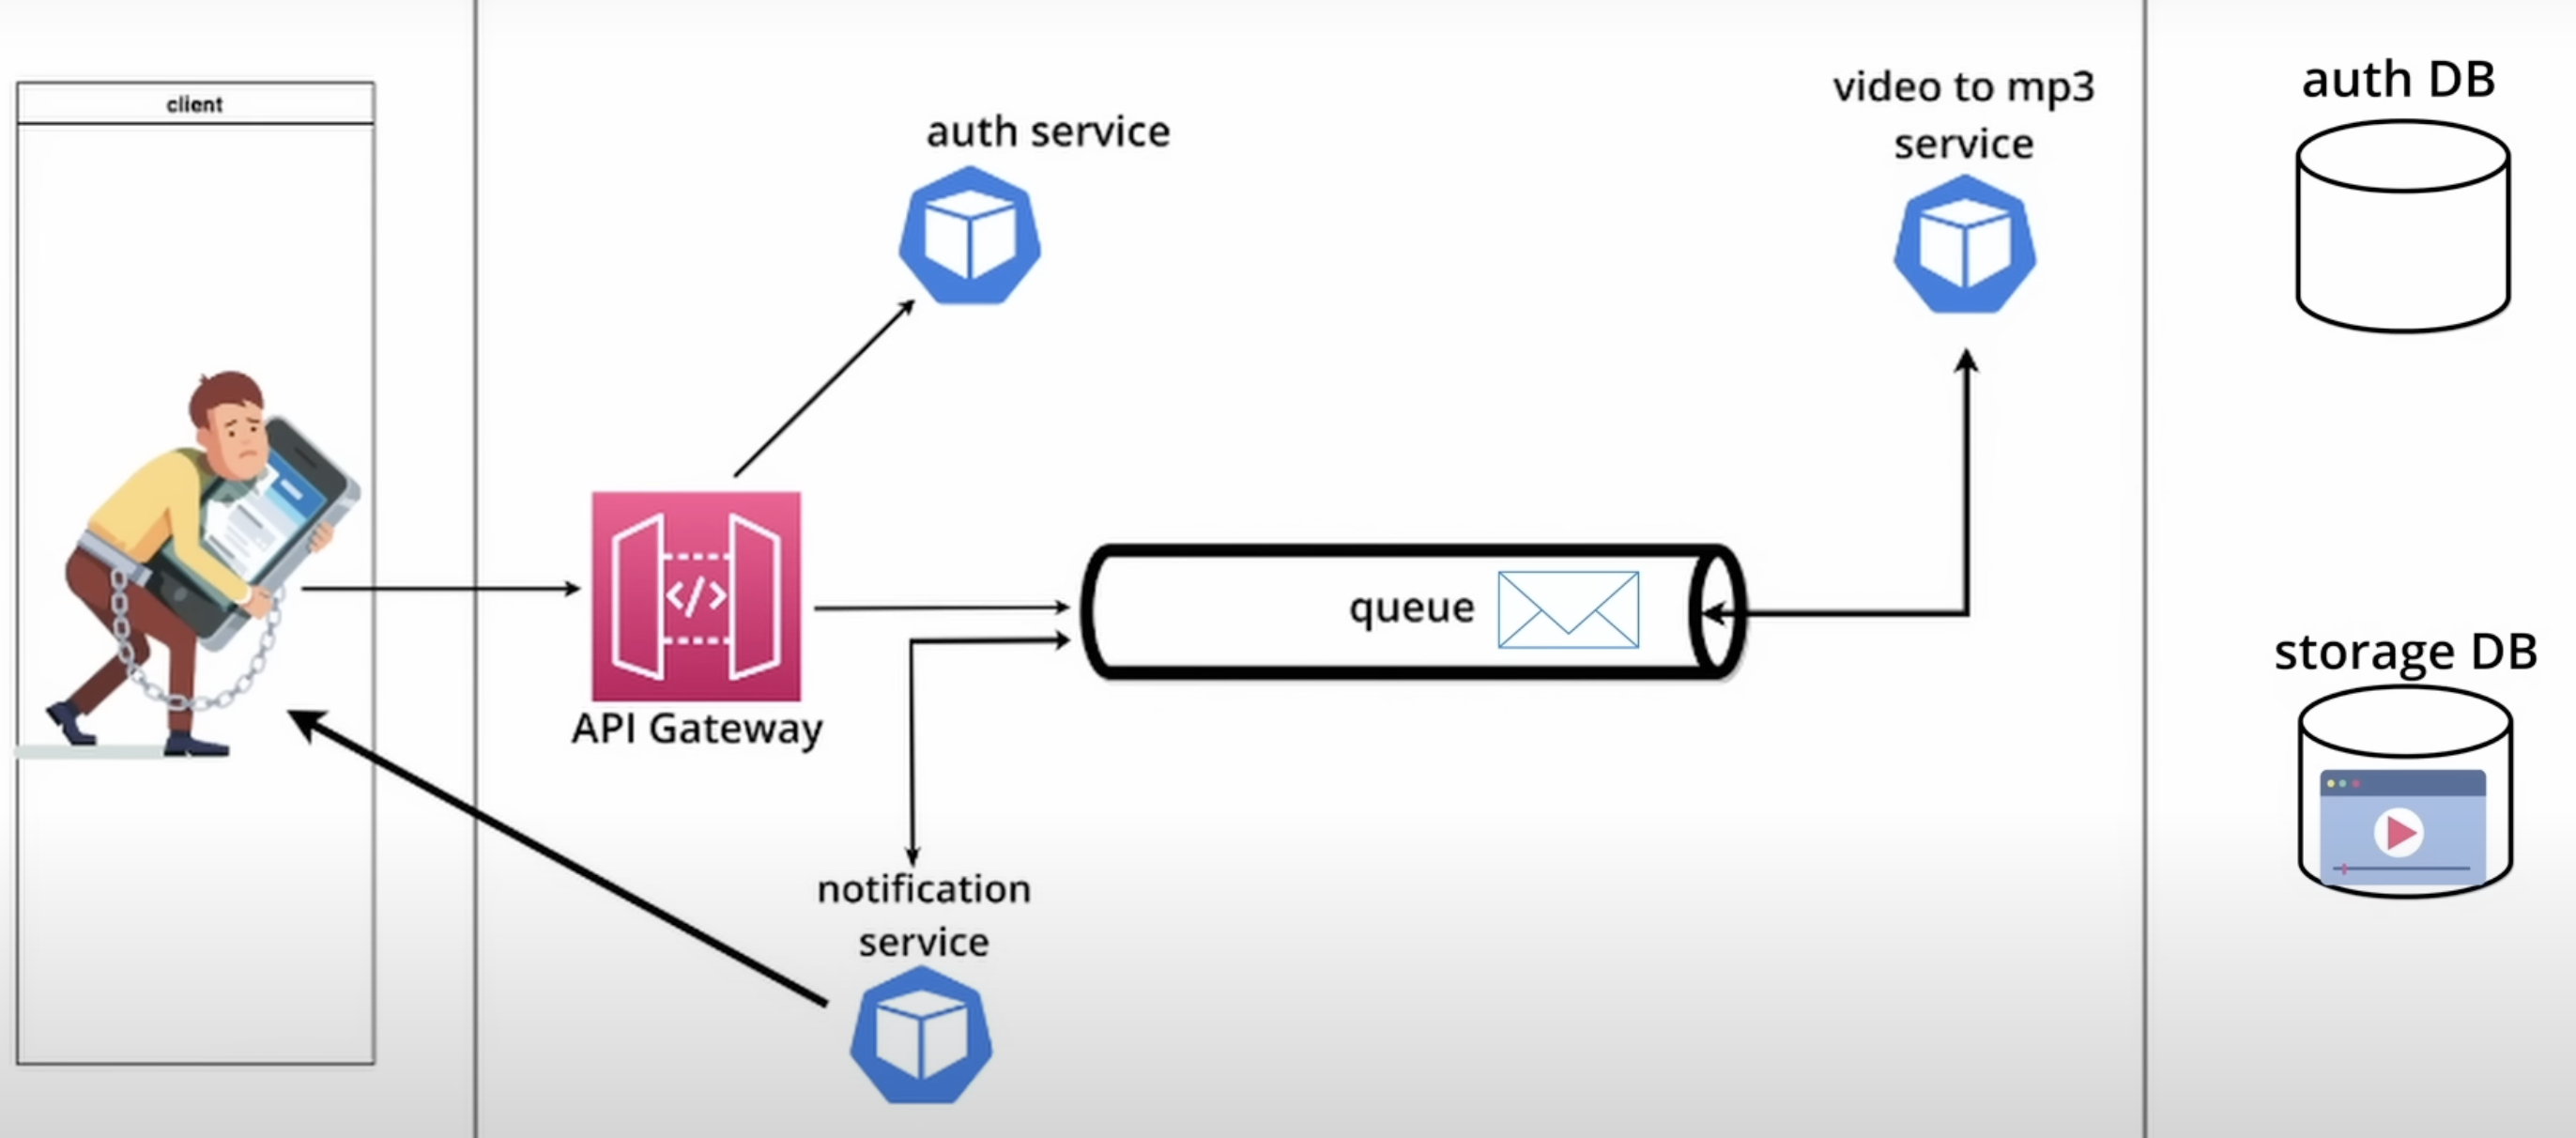 client
auth service
video to mp3
service
auth DB
</>
API Gateway
queue
storage DB
notification
service